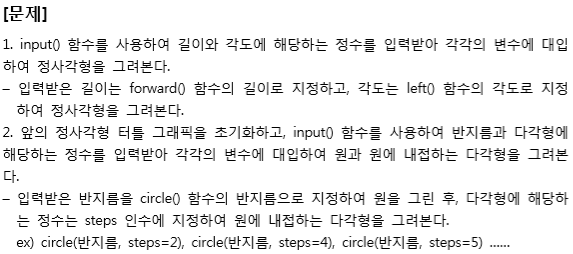 [문제]
1. input() 함수를 사용하여 길이와 각도에 해당하는 정수를 입력받아 각각의 변수에 대입
하여 정사각형을 그려본다.
– 입력받은 길이는 forward() 함수의 길이로 지정하고, 각도는 left() 함수의 각도로 지정
하여 정사각형을 그려본다.
2. 앞의 정사각형 터틀 그래픽을 초기화하고, input() 함수를 사용하여 반지름과 다각형에
해당하는 정수를 입력받아 각각의 변수에 대입하여 원과 원에 내접하는 다각형을 그려본
다.
– 입력받은 반지름을 circle() 함수의 반지름으로 지정하여 원을 그린 후, 다각형에 해당하
는 정수는 steps 인수에 지정하여 원에 내접하는 다각형을 그려본다.
ex) circle(반지름, steps=2), circle(반지름, steps=4), circle(반지름, steps=5) ......